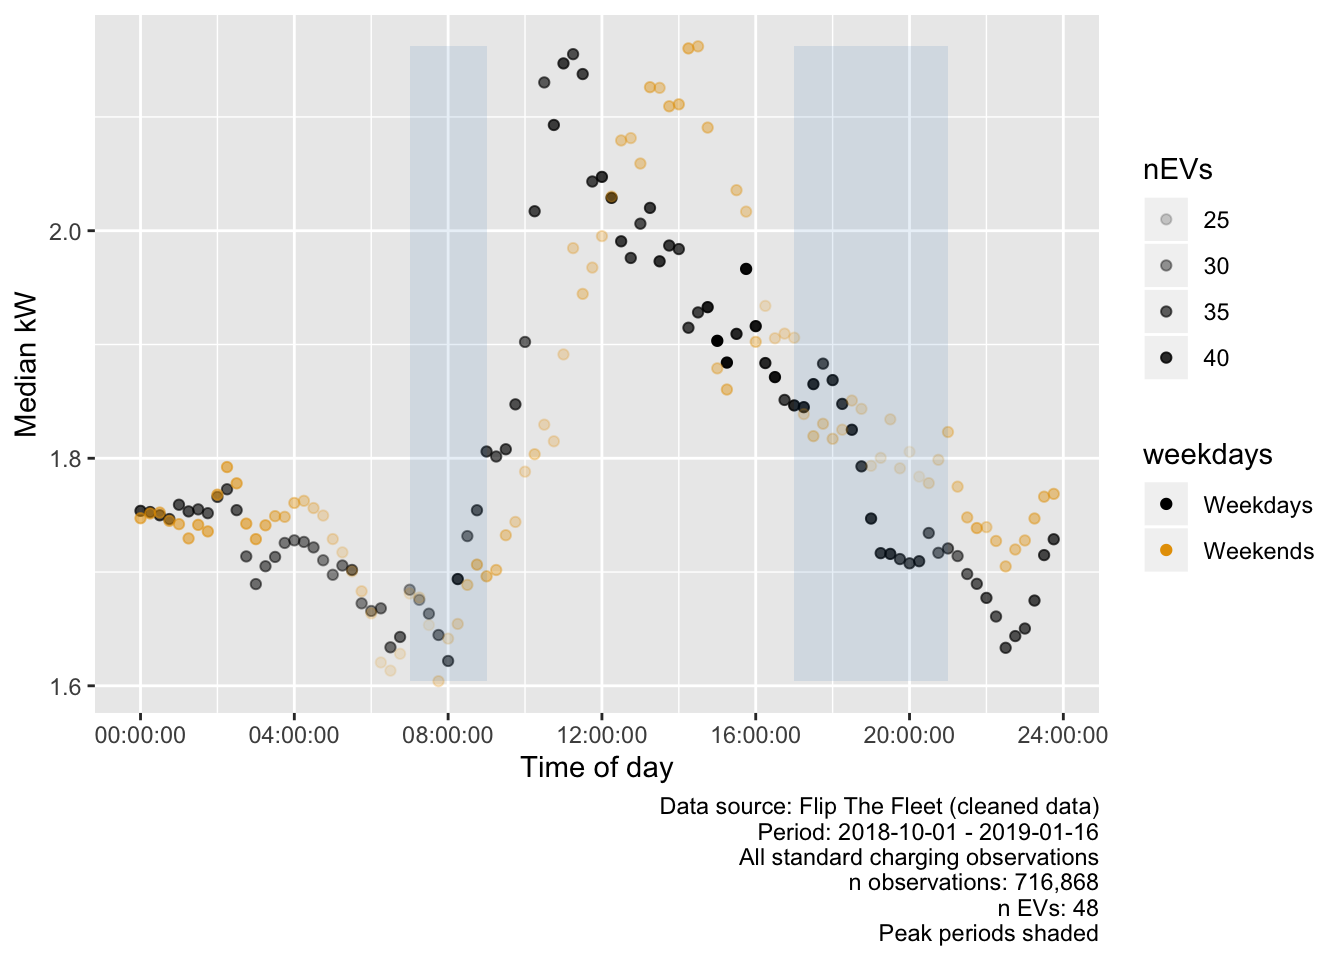 2.0
1.8
1.6
Median kW
00:00:00 04:00:00 08:00:00 12:00:00 16:00:00 20:00:00 24:00:00
Time of day
nEVs
25
30
35
40
weekdays
Weekdays
Weekends
Data source: Flip The Fleet (cleaned data)
Period: 2018-10-01 - 2019-01-16
All standard charging observations
n observations: 716,868
n EVs: 48
Peak periods shaded